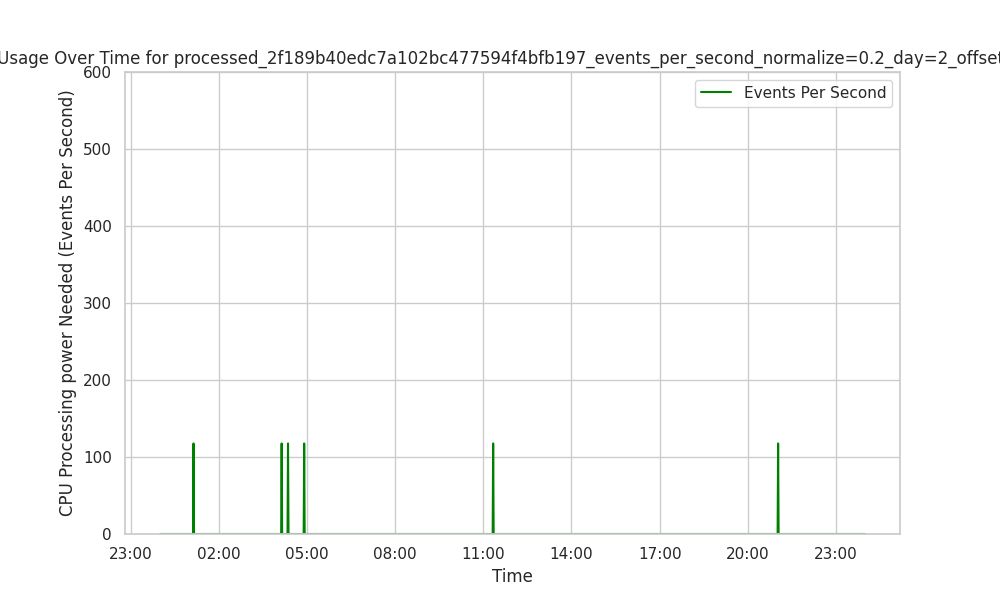 Usage Over Time for processed_2f189b40edc7a102bc477594f4bfb197_events_per_second_normalize=0.2_day=2_offset
Events Per Second
CPU Processing power Needed (Events Per Second)
600
500
400
300
200
100
0
23:00 02:00 05:00 08:00 11:00 14:00 17:00 20:00 23:00
Time